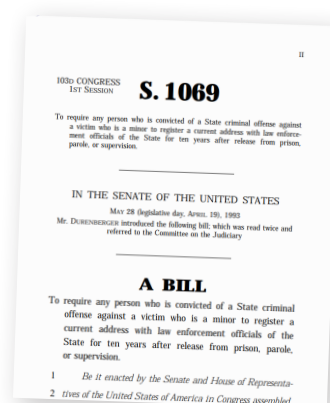 II
103D CONGRESS
1ST SESSION
S. 1069
To require any person who is convicted of a State criminal offense against
a victim who is a minor to register a current address with law enforce-
ment officials of the State for ten years after release from prison,
parole, or supervision.
IN THE SENATE OF THE UNITED STATES
MAY 28 (legislative day, APRIL 19), 1993
Mr. DURENBERGER introduced the following bill; which was read twice and
referred to the Committee on the Judiciary
A BILL
To require any person who is convicted of a State criminal
offense against a victim who is a minor to register a
current address with law enforcement officials of the
State for ten years after release from prison, parole,
or supervision.
1 Be it enacted by the Senate and House of Representa-
2 tives of the United States of America in Congress assembled,